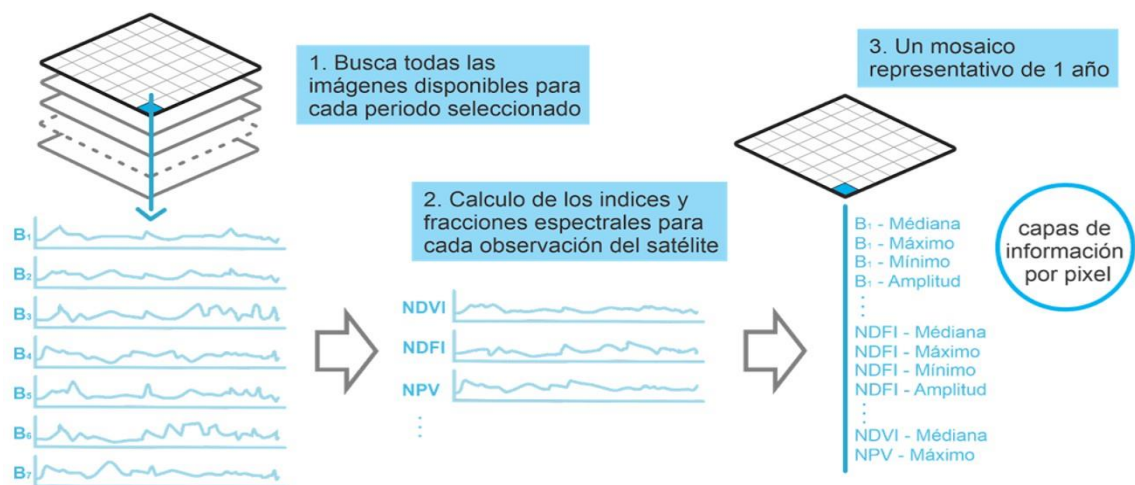 1. Busca todas las
imágenes disponibles para
cada periodo seleccionado
B1
B2
B3
B4
B5
B6
B7
2. Calculo de los indices y
fracciones espectrales para
cada observación del satélite
NDVI
NDFI
NPV
3. Un mosaico
representativo de 1 año
B1 - Médiana
B1 - Máximo
B1 - Mínimo
B1 - Amplitud
NDFI - Médiana
NDFI - Máximo
NDFI - Mínimo
NDFI - Amplitud
NDVI - Médiana
NPV - Máximo
capas de
información
por pixel